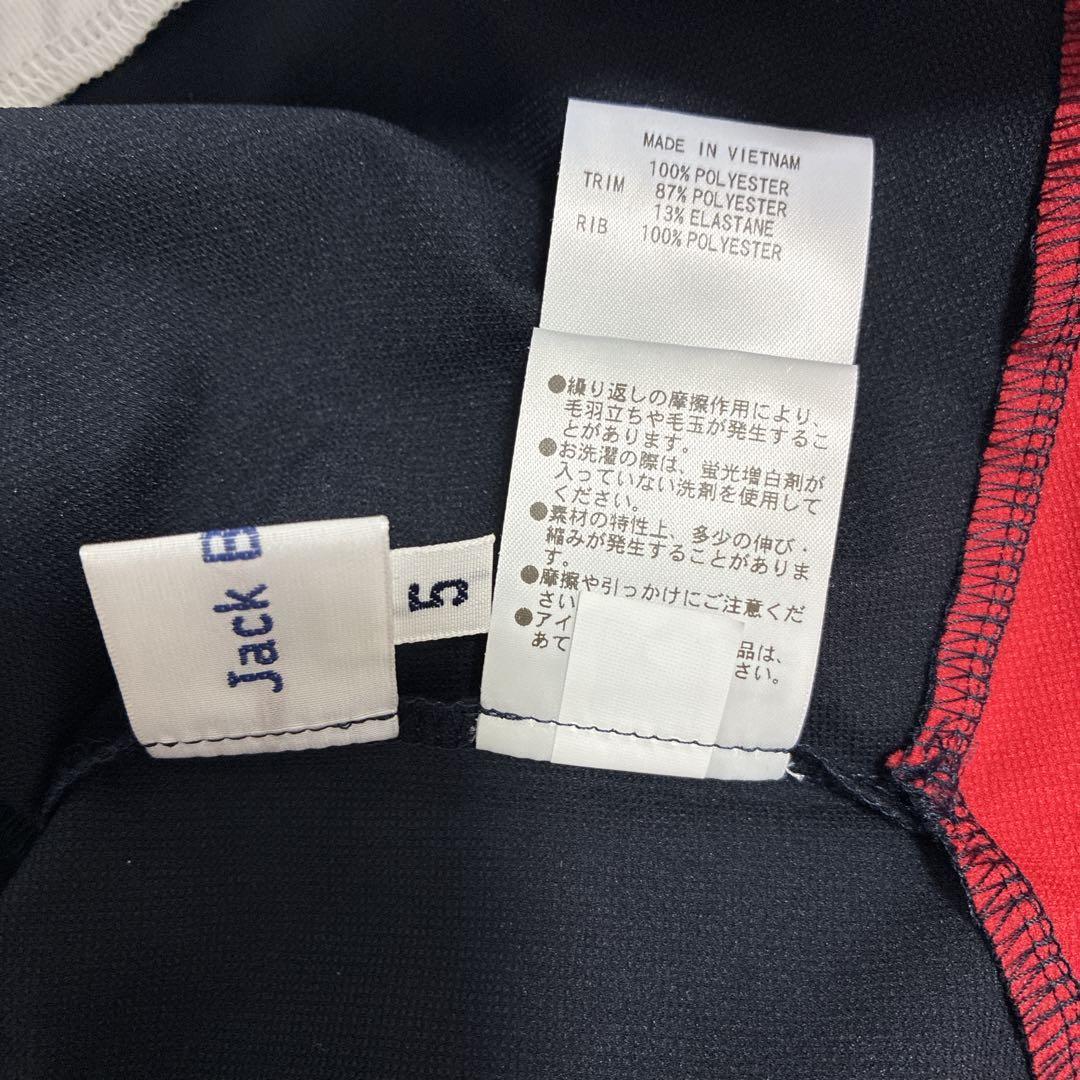 MADE IN VIETNAM
100% POLYESTER
TRIM 87% POLYESTER
13% ELASTANE
RIB 100% POLYESTER
●繰り返しの摩擦作用により、
毛羽立ちや毛玉が発生するこ
とがあります。
●お洗濯の際は、蛍光増白剤が
入っていない洗剤を使用して
ください。
●素材の特性上、多少の伸び・
縮みが発生することがありま
す。
●摩擦や引っかけにご注意くだ
さい
●アイ
あて 品は、
さい。
Jack B
5